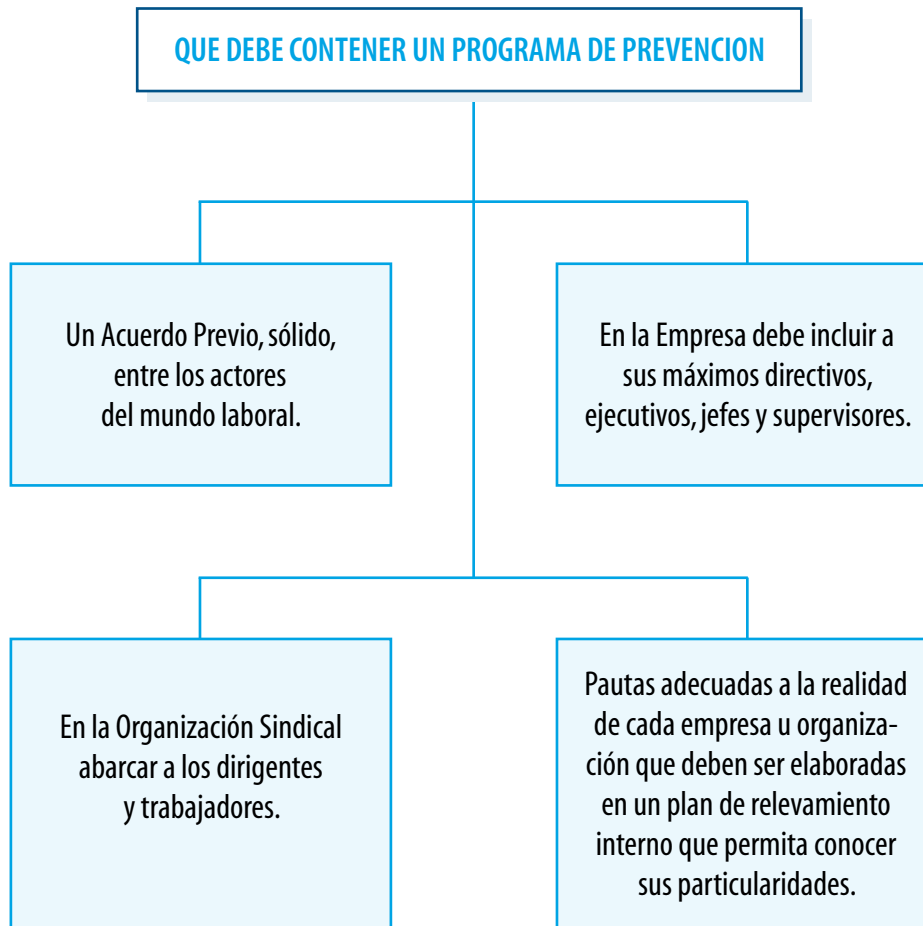 QUE DEBE CONTENER UN PROGRAMA DE PREVENCION
Un Acuerdo Previo, sólido,
entre los actores
del mundo laboral.
En la Empresa debe incluir a
sus máximos directivos,
ejecutivos, jefes y supervisores.
En la Organización Sindical
abarcar a los dirigentes
y trabajadores.
Pautas adecuadas a la realidad
de cada empresa u organiza-
ción que deben ser elaboradas
en un plan de relevamiento
interno que permita conocer
sus particularidades.